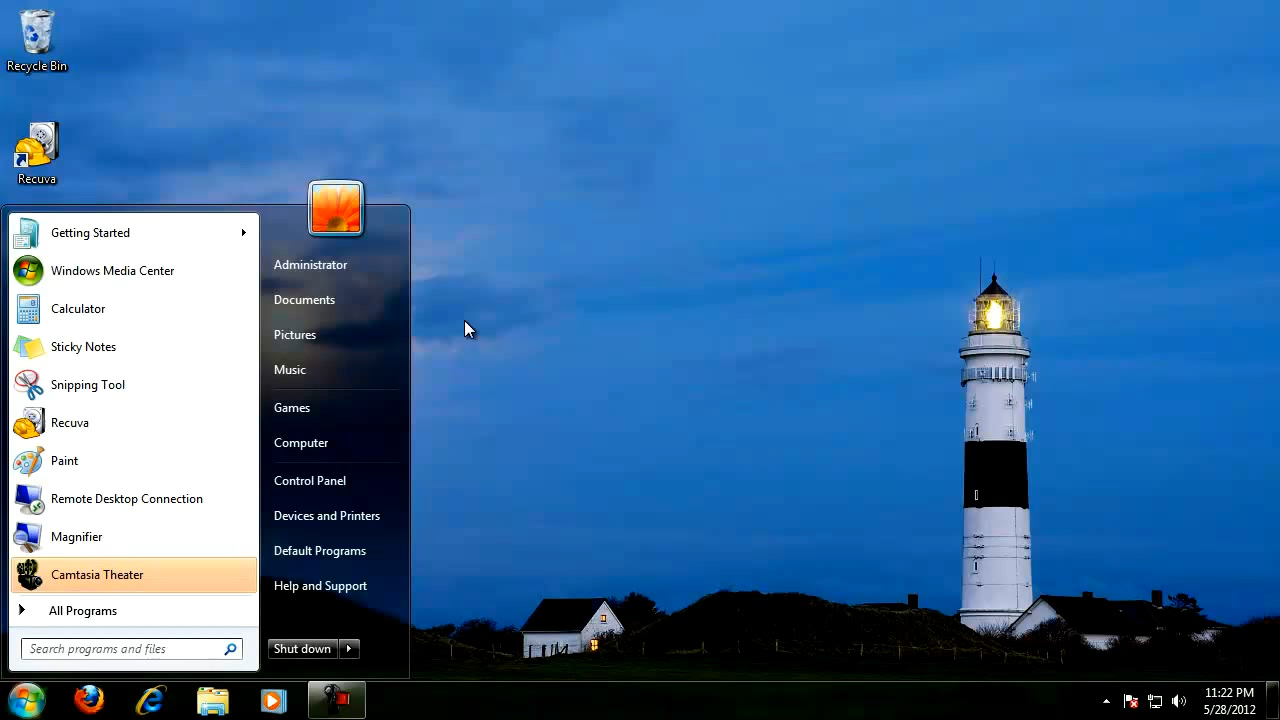 Recycle Bin
Recuva
Getting Started
Windows Media Center
Calculator
Sticky Notes
Snipping Tool
Recuva
Paint
Remote Desktop Connection
Magnifier
Camtasia Theater
All Programs
Search programs and files
Administrator
Documents
Pictures
Music
Games
Computer
Control Panel
Devices and Printers
Default Programs
Help and Support
Shut down
11:22 PM
5/28/2012